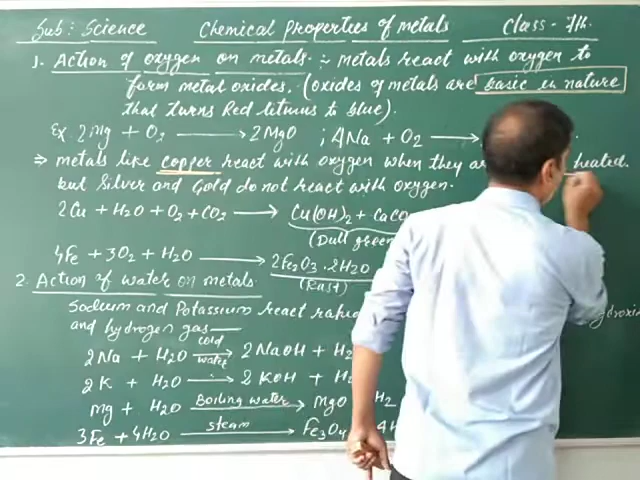 Sub: Science Chemical Properties of metals Class - 7th.
1. Action of oxygen on metals :- metals react with oxygen to
form metal oxides. (oxides of metals are basic in nature
that turns Red litmus to blue).
Ex. 2Mg + O₂ ⟶ 2MgO ; 4Na + O₂ ⟶
⇒ metals like copper react with oxygen when they heated.
but Silver and Gold do not react with oxygen.
2Cu + H₂O + O₂ + CO₂ ⟶ Cu(OH)₂ + CaCO
(Dull green
4Fe + 3O₂ + H₂O ⟶ 2Fe₂O₃·2H₂O
(Rust)
2. Action of water on metals.
Sodium and Potassium react
and hydrogen gas—
2Na + H₂O cold water ⟶ 2NaOH + H₂
2K + H₂O ⟶ 2KOH + H₂
Mg + H₂O Boiling water ⟶ MgO H₂
3Fe + 4H₂O steam ⟶ Fe₃O₄ 4H